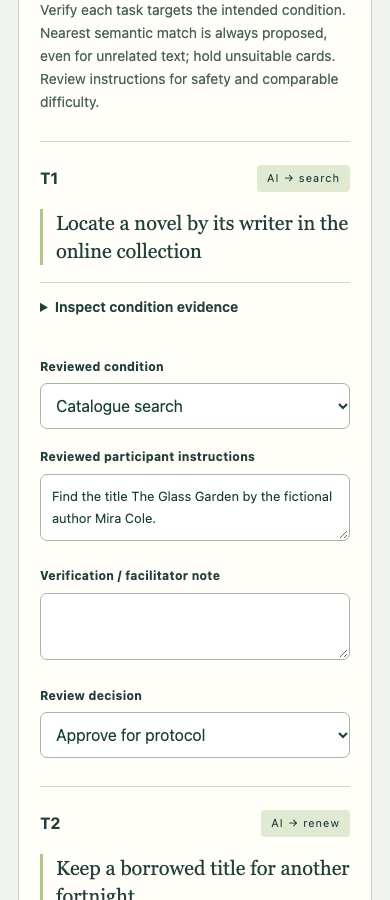 Verify each task targets the intended condition.
Nearest semantic match is always proposed,
even for unrelated text; hold unsuitable cards.
Review instructions for safety and comparable
difficulty.
T1
AI → search
Locate a novel by its writer in the
online collection
▶ Inspect condition evidence
Reviewed condition
Catalogue search
Reviewed participant instructions
Find the title The Glass Garden by the fictional
author Mira Cole.
Verification / facilitator note
Review decision
Approve for protocol
T2
AI → renew
Keep a borrowed title for another
fortnight